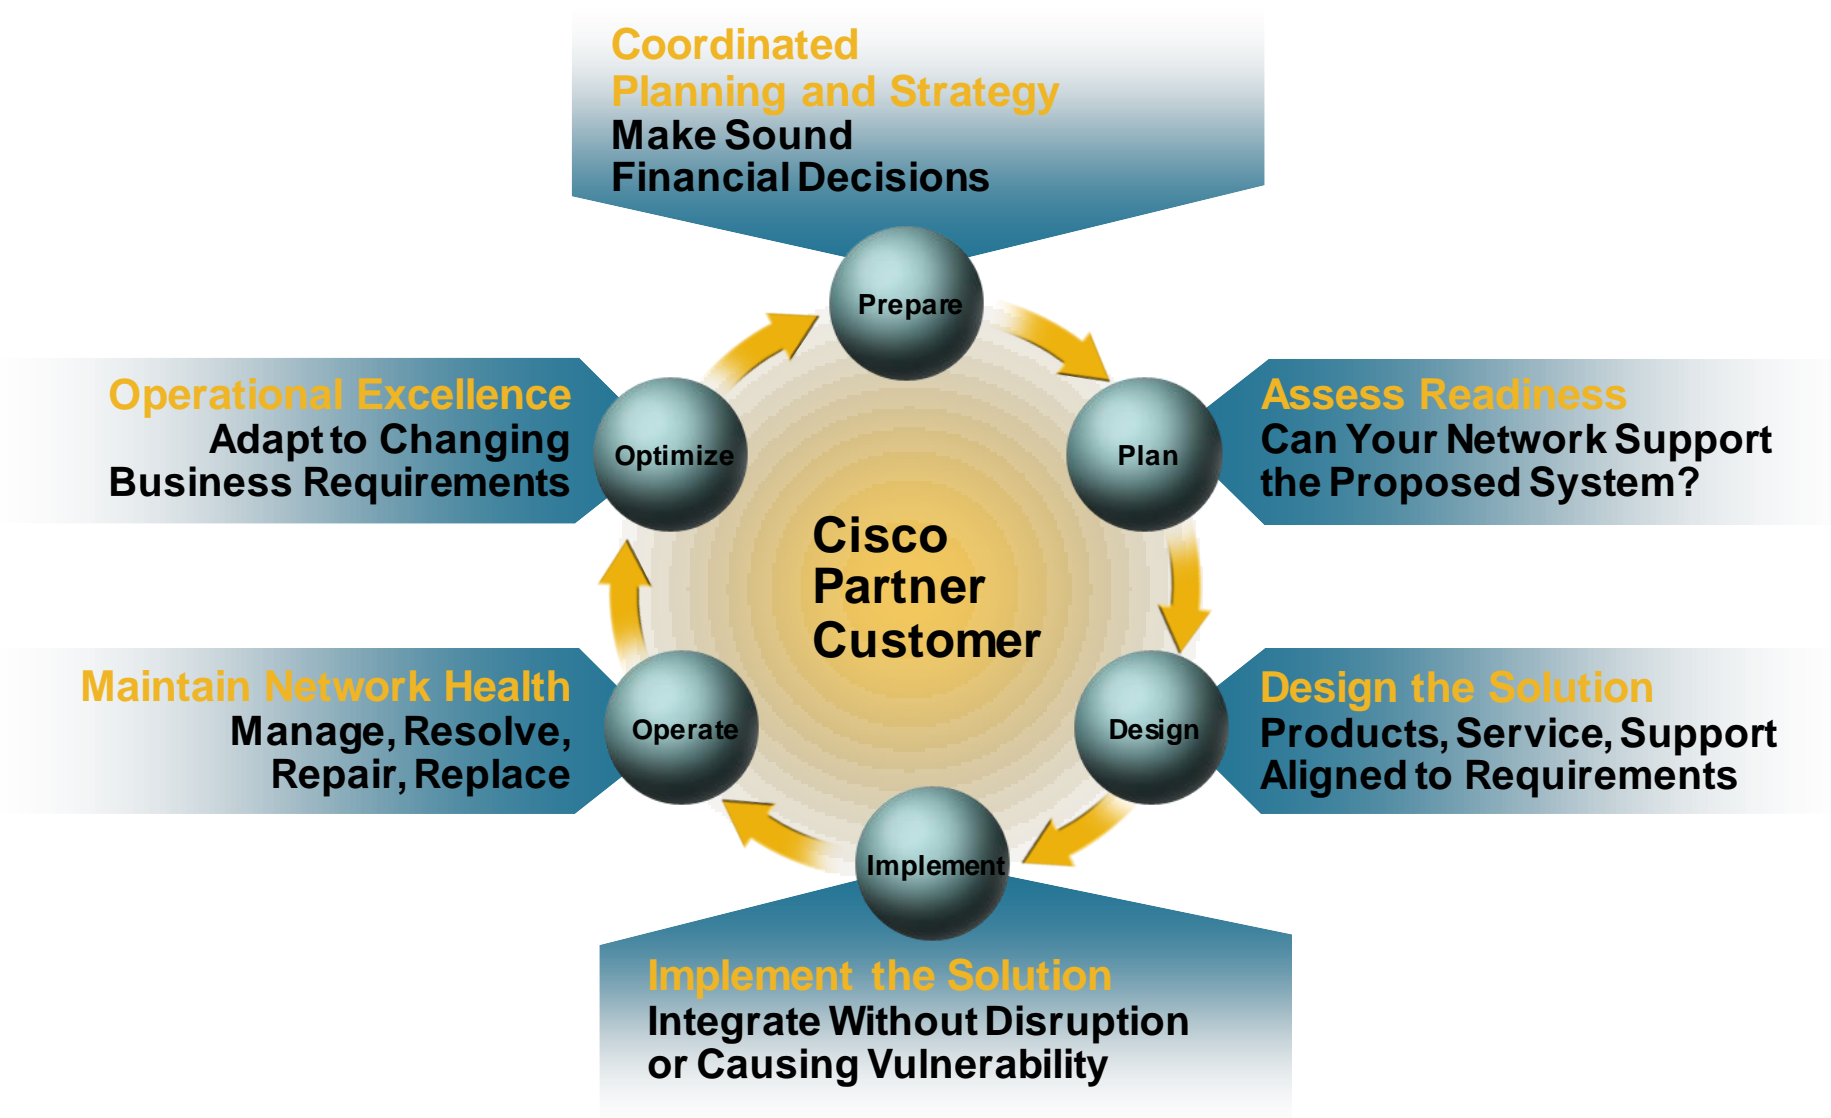 Coordinated
Planning and Strategy
Make Sound
Financial Decisions
Prepare
Operational Excellence
Adapt to Changing
Business Requirements
Optimize
Plan
Assess Readiness
Can Your Network Support
the Proposed System?
Cisco
Partner
Customer
Maintain Network Health
Manage, Resolve,
Repair, Replace
Operate
Design
Design the Solution
Products, Service, Support
Aligned to Requirements
Implement
Implement the Solution
Integrate Without Disruption
or Causing Vulnerability